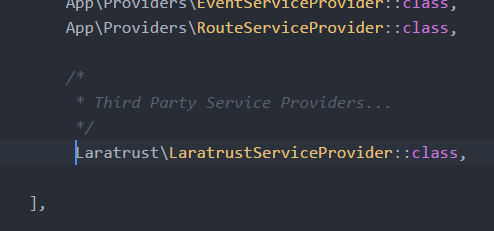 App\Providers\EventServiceProvider::class,
App\Providers\RouteServiceProvider::class,
/*
* Third Party Service Providers...
*/
Laratrust\LaratrustServiceProvider::class,
],